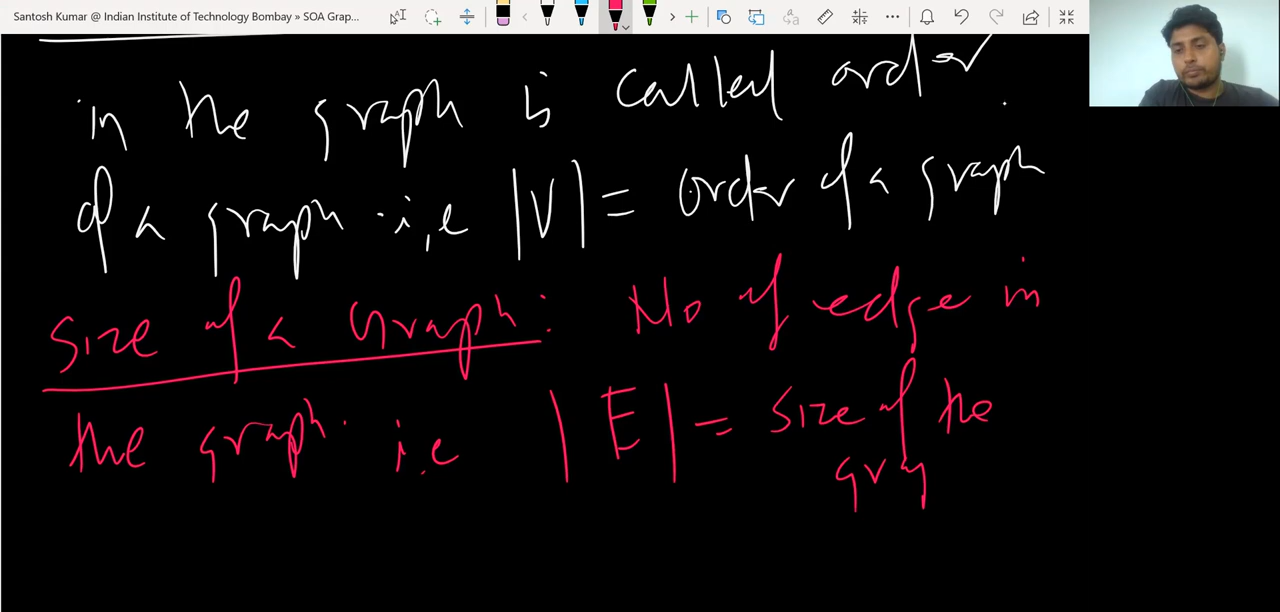 Santosh Kumar @ Indian Institute of Technology Bombay » SOA Grap...
in the graph is called order
of a graph i,e |V| = order of a graph
Size of a Graph: No of edge in
the graph. i.e |E| = size of the
grap